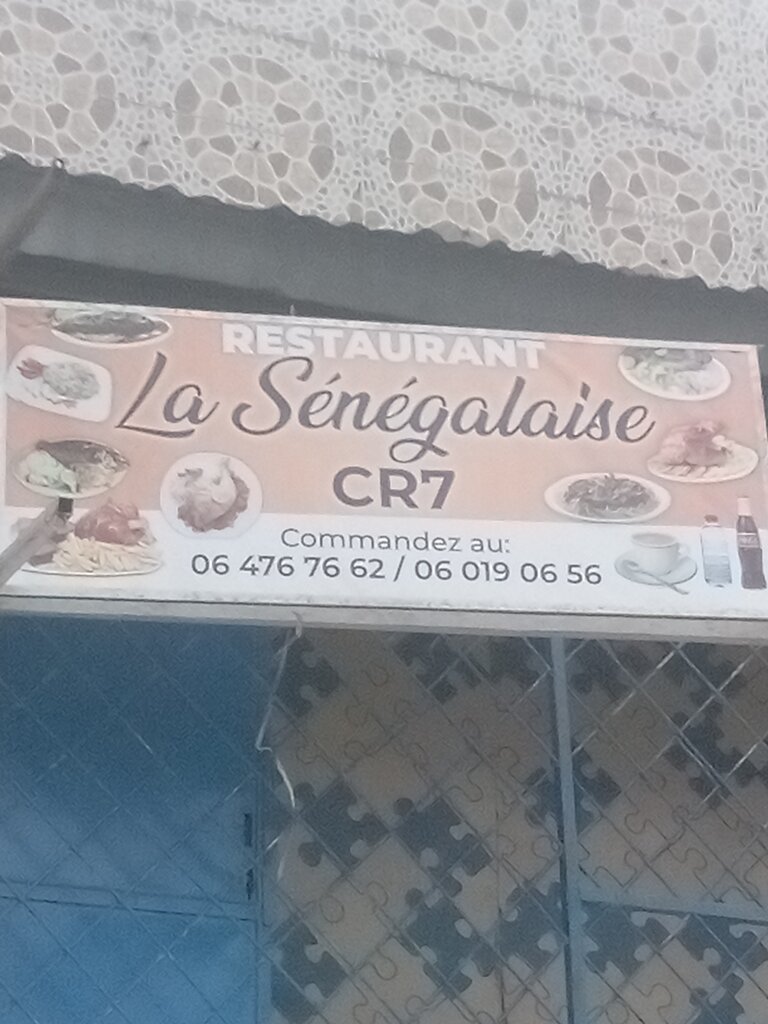 RESTAURANT
La Sénégalaise
CR7
Commandez au:
06 476 76 62 / 06 019 06 56